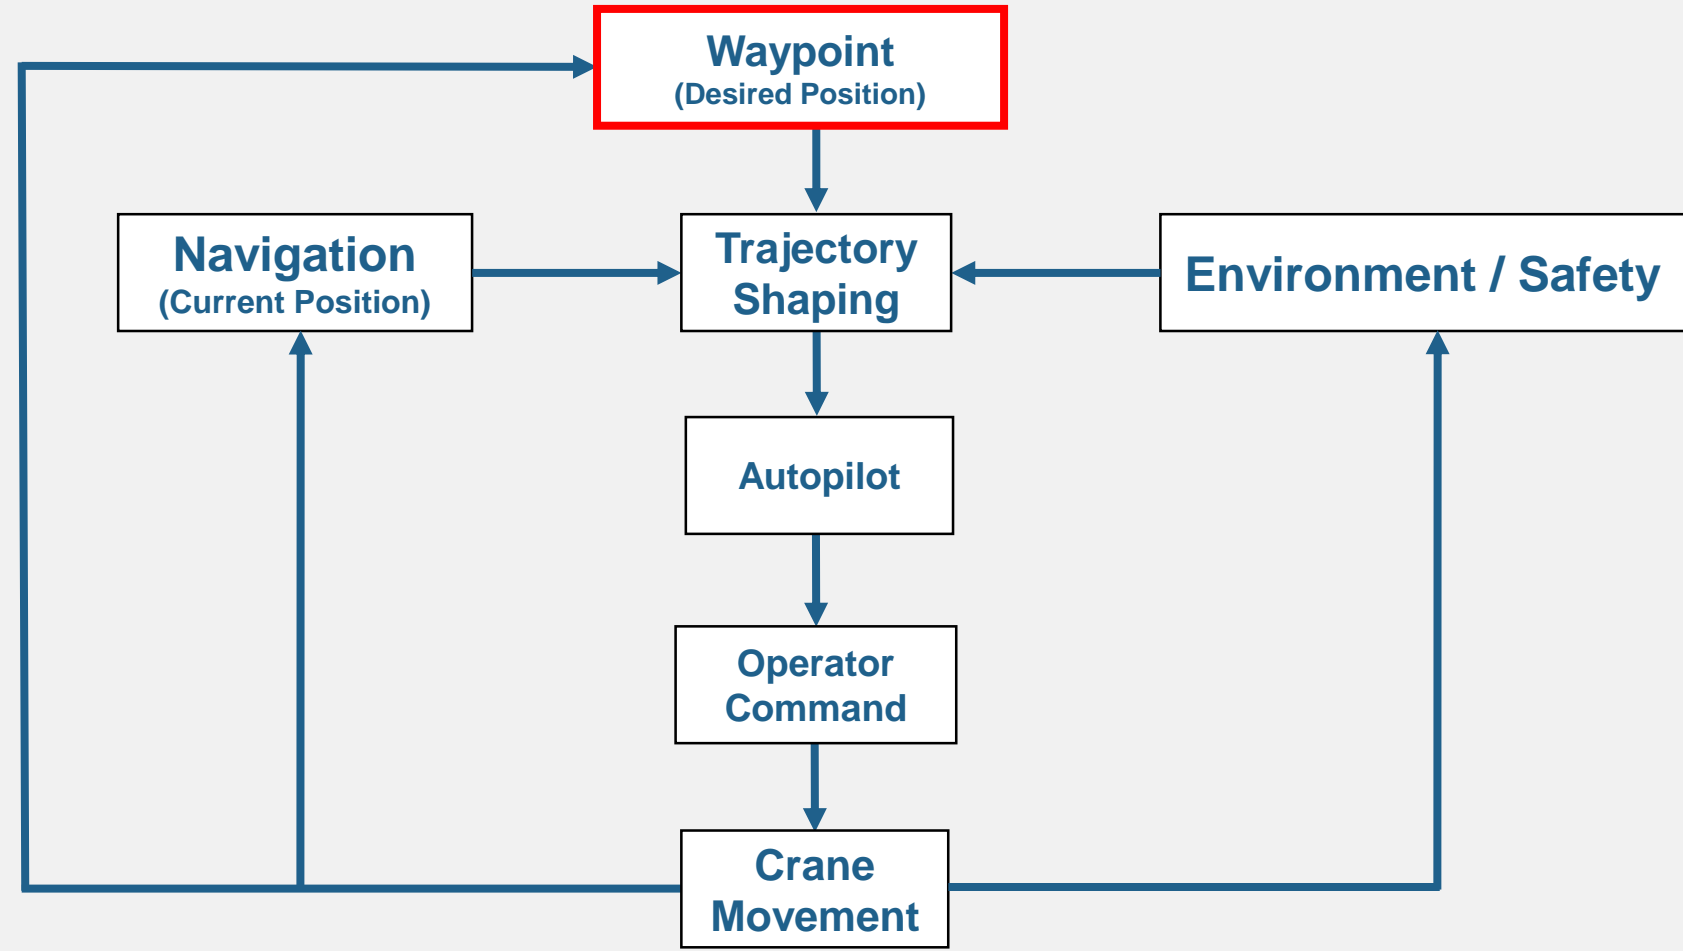 Waypoint
(Desired Position)
Navigation
(Current Position)
Trajectory
Shaping
Environment / Safety
Autopilot
Operator
Command
Crane
Movement